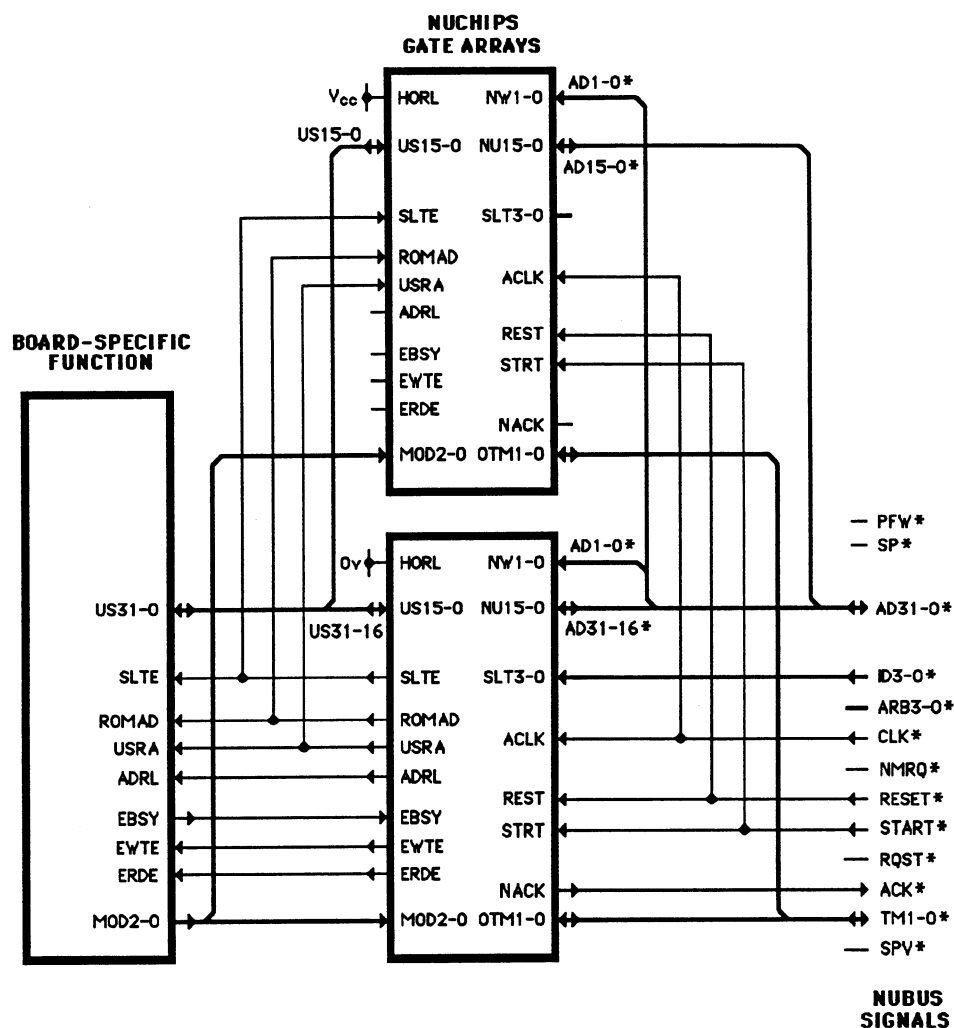 NUCHIPS
GATE ARRAYS
Vcc
HORL
NW1-0
AD1-0*
US15-0
US15-0
NU15-0
AD15-0*
SLTE
SLT3-0
ROMAD
USRA
ACLK
ADRL
REST
EBSY
STRT
EWTE
ERDE
NACK
MOD2-0
OTM1-0
BOARD-SPECIFIC
FUNCTION
US31-0
SLTE
ROMAD
USRA
ADRL
EBSY
EWTE
ERDE
MOD2-0
0v
HORL
NW1-0
AD1-0*
US15-0
NU15-0
US31-16
AD31-16*
SLTE
SLT3-0
ROMAD
USRA
ACLK
ADRL
REST
EBSY
STRT
EWTE
ERDE
NACK
MOD2-0
OTM1-0
PFW*
SP*
AD31-0*
ID3-0*
ARB3-0*
CLK*
NMRQ*
RESET*
START*
RQST*
ACK*
TM1-0*
SPV*
NUBUS
SIGNALS